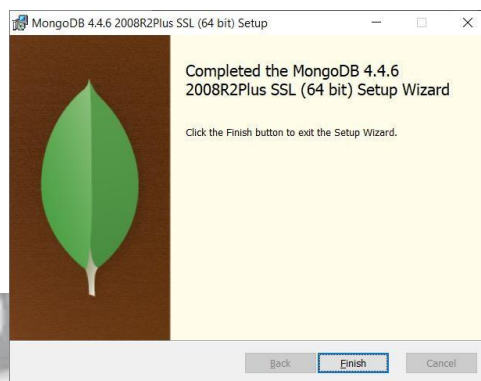 MongoDB 4.4.6 2008R2Plus SSL (64 bit) Setup
Completed the MongoDB 4.4.6
2008R2Plus SSL (64 bit) Setup Wizard
Click the Finish button to exit the Setup Wizard.
Back Finish Cancel